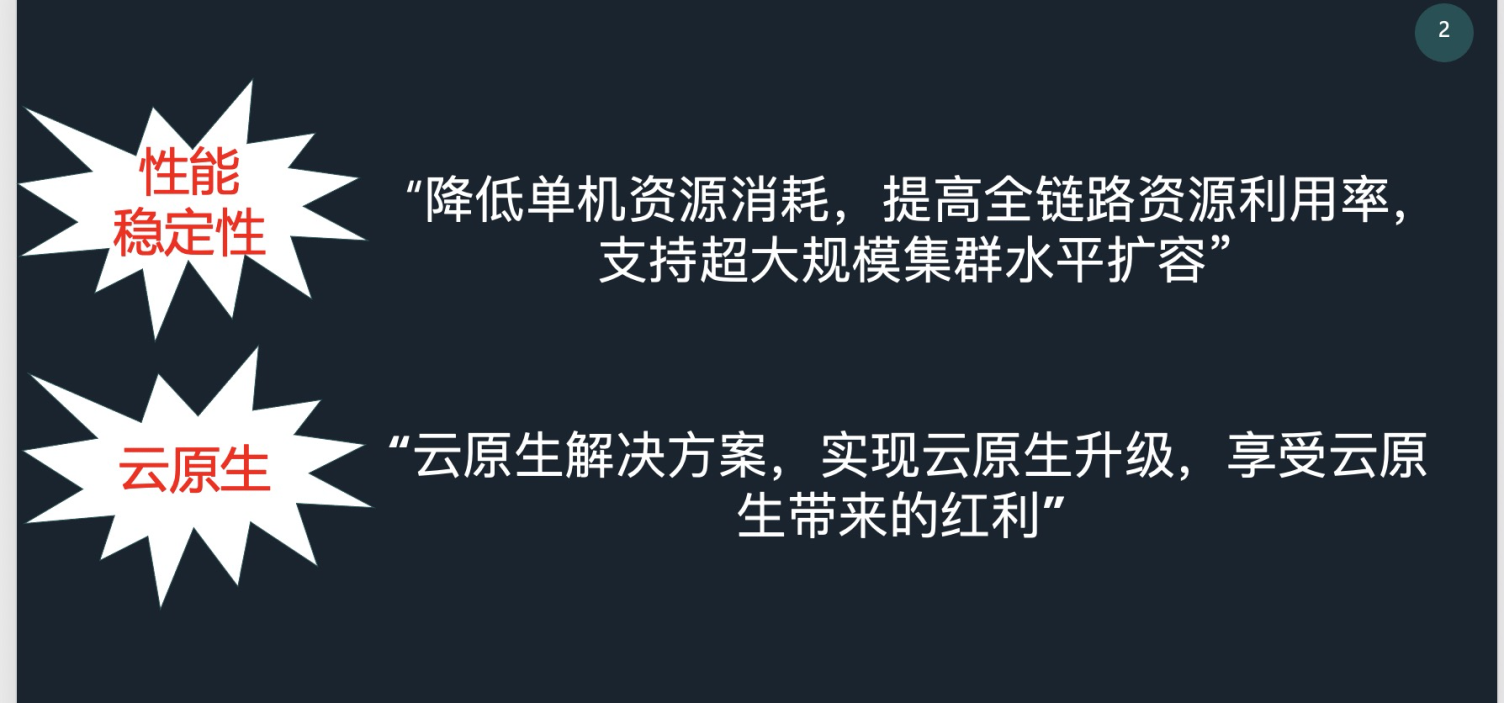 2
性能
稳定性
“降低单机资源消耗，提高全链路资源利用率，
支持超大规模集群水平扩容”
云原生
“云原生解决方案，实现云原生升级，享受云原
生带来的红利”